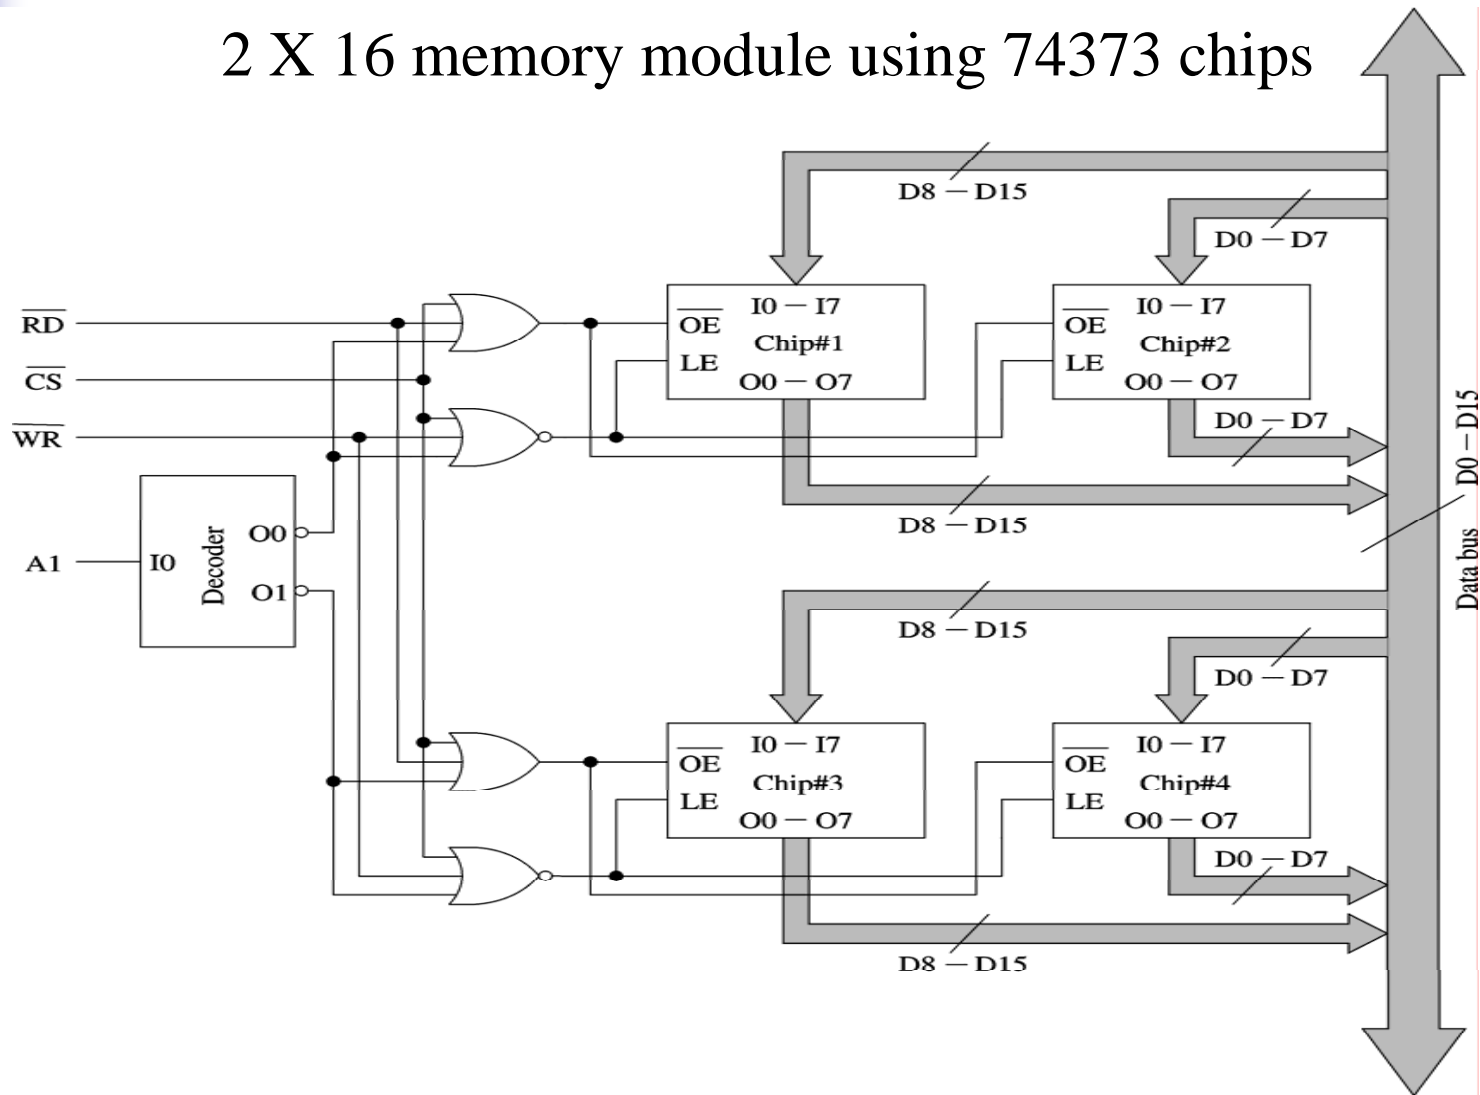 2 X 16 memory module using 74373 chips
D8 — D15
D0 — D7
RD
CS
WR
A1
I0
Decoder
O0
O1
OE
LE
I0 — I7
Chip#1
O0 — O7
OE
LE
I0 — I7
Chip#2
O0 — O7
D0 — D7
D8 — D15
Data bus D0 – D15
D8 — D15
D0 — D7
OE
LE
I0 — I7
Chip#3
O0 — O7
OE
LE
I0 — I7
Chip#4
O0 — O7
D0 — D7
D8 — D15